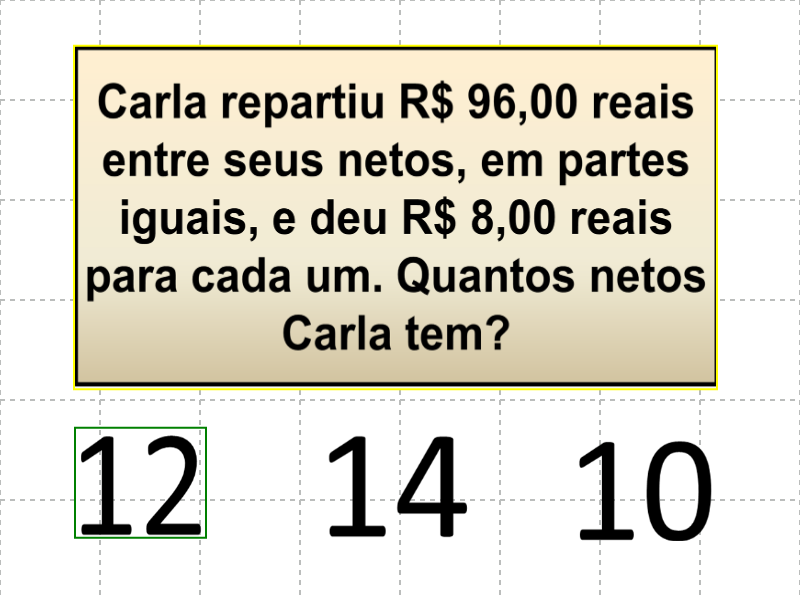 Carla repartiu R$ 96,00 reais
entre seus netos, em partes
iguais, e deu R$ 8,00 reais
para cada um. Quantos netos
Carla tem?
12 14 10